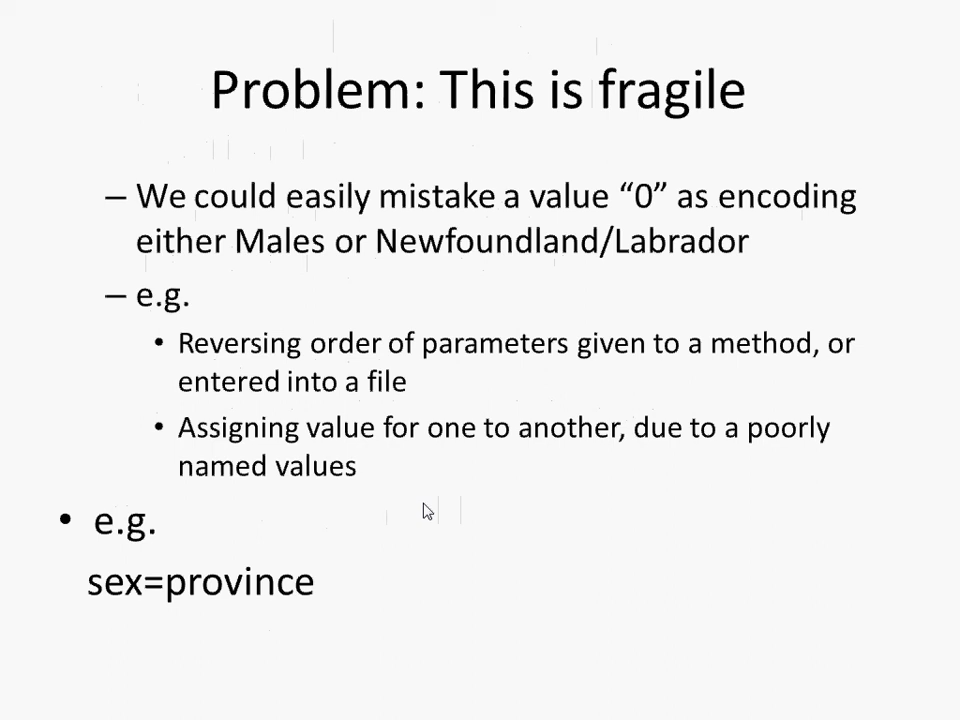 Problem: This is fragile
– We could easily mistake a value “0” as encoding
either Males or Newfoundland/Labrador
– e.g.
• Reversing order of parameters given to a method, or
entered into a file
• Assigning value for one to another, due to a poorly
named values
• e.g.
sex=province